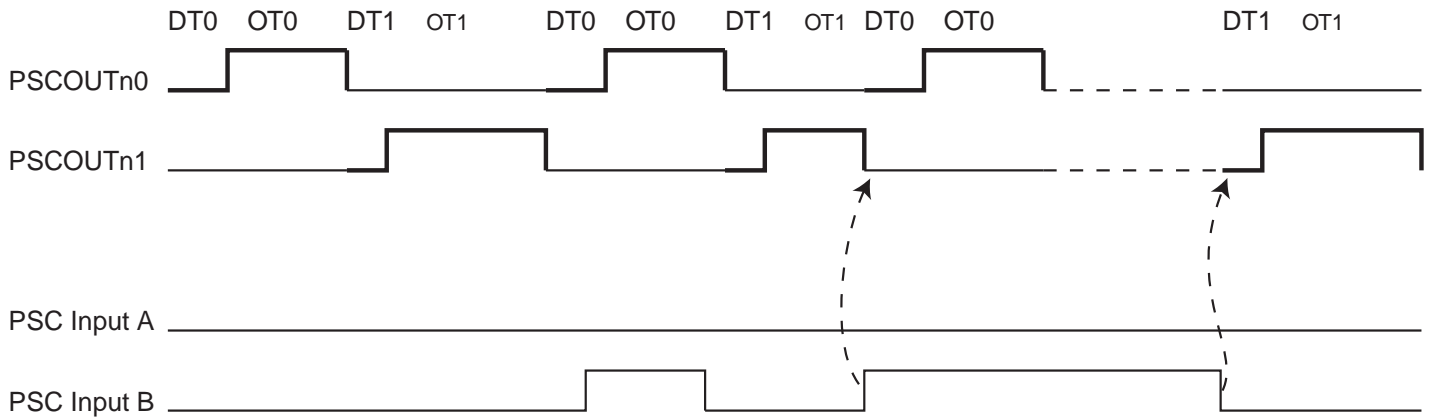 DT0 OT0 DT1 OT1 DT0 OT0 DT1 OT1 DT0 OT0 DT1 OT1
PSCOUTn0
PSCOUTn1
PSC Input A
PSC Input B